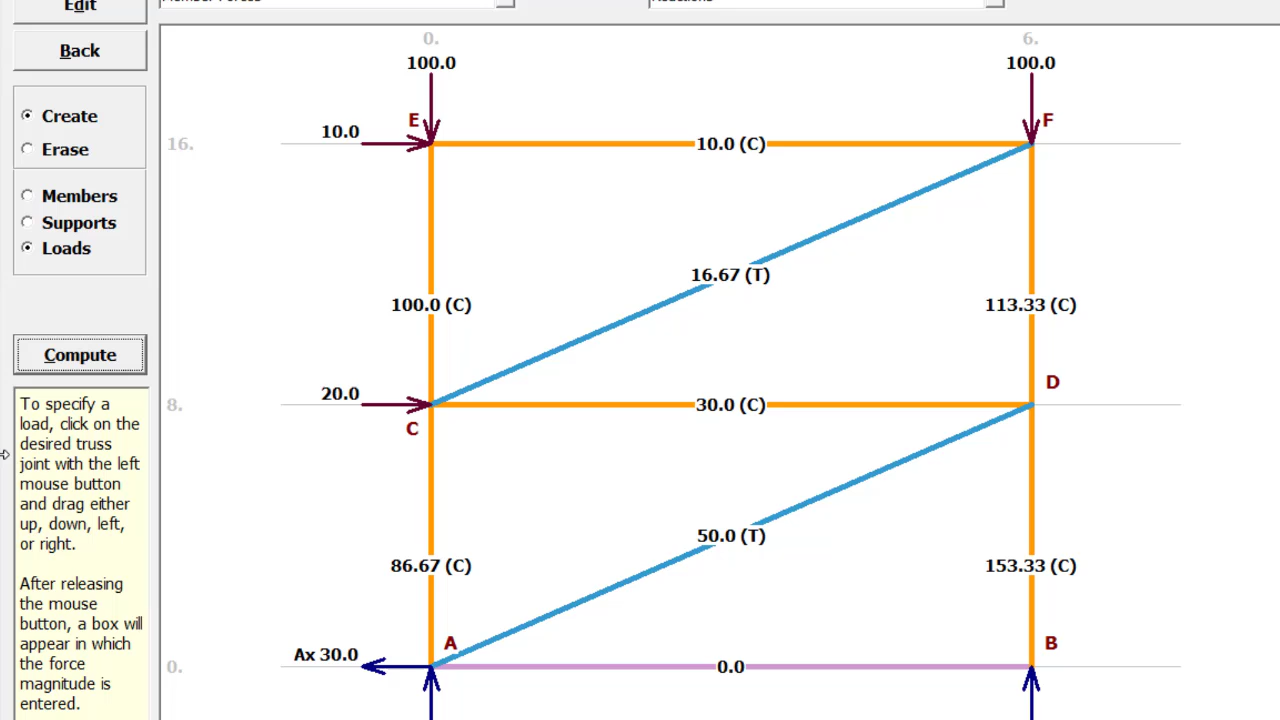 Edit
Back
Create
Erase
Members
Supports
Loads
Compute
To specify a
load, click on the
desired truss
joint with the left
mouse button
and drag either
up, down, left,
or right.
After releasing
the mouse
button, a box will
appear in which
the force
magnitude is
entered.
0. 6.
100.0 100.0
E F
10.0
16. 10.0 (C)
16.67 (T)
100.0 (C) 113.33 (C)
D
20.0
8. 30.0 (C)
C
50.0 (T)
86.67 (C) 153.33 (C)
A B
Ax 30.0
0. 0.0